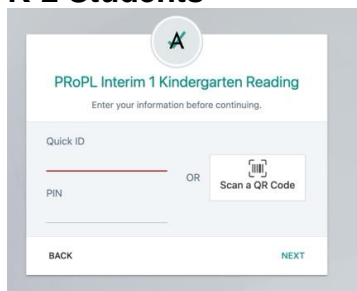 K-2 Students
PRoPL Interim 1 Kindergarten Reading
Enter your information before continuing.
Quick ID
OR
Scan a QR Code
PIN
BACK
NEXT